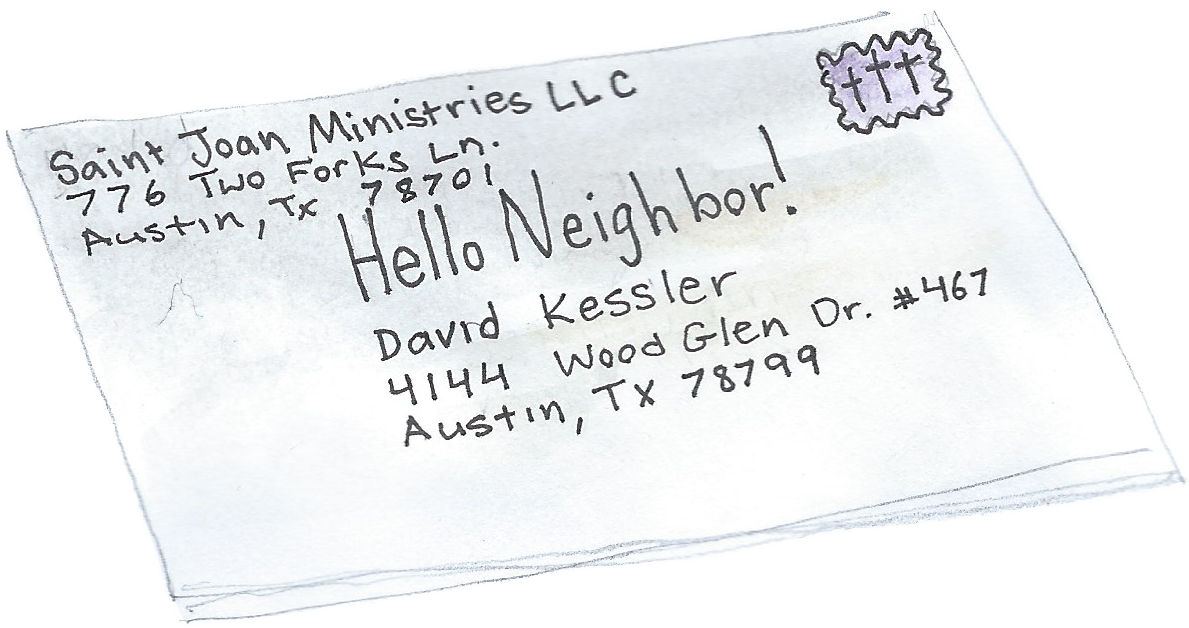 Saint Joan Ministries LLC
776 Two Forks Ln.
Austin, Tx 78701
Hello Neighbor!
David Kessler
4144 Wood Glen Dr. #467
Austin, TX 78799